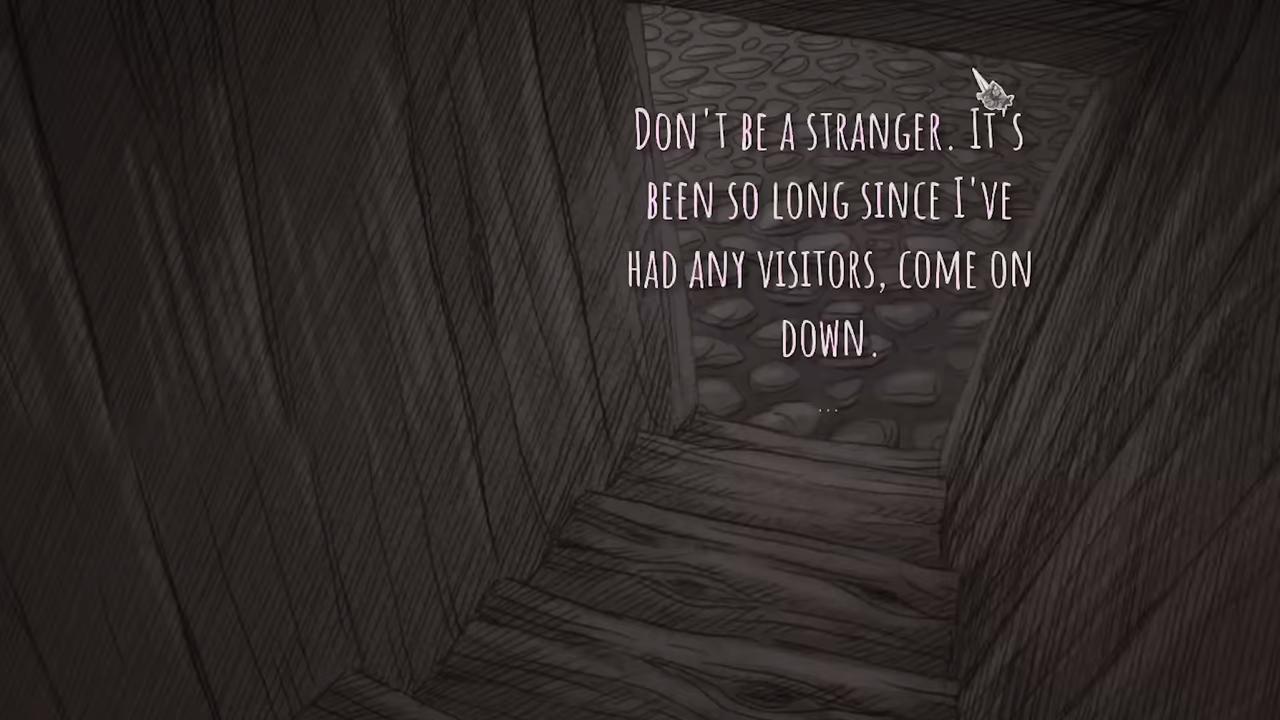 Don't be a stranger. It's
been so long since I've
had any visitors, come on
down.
...